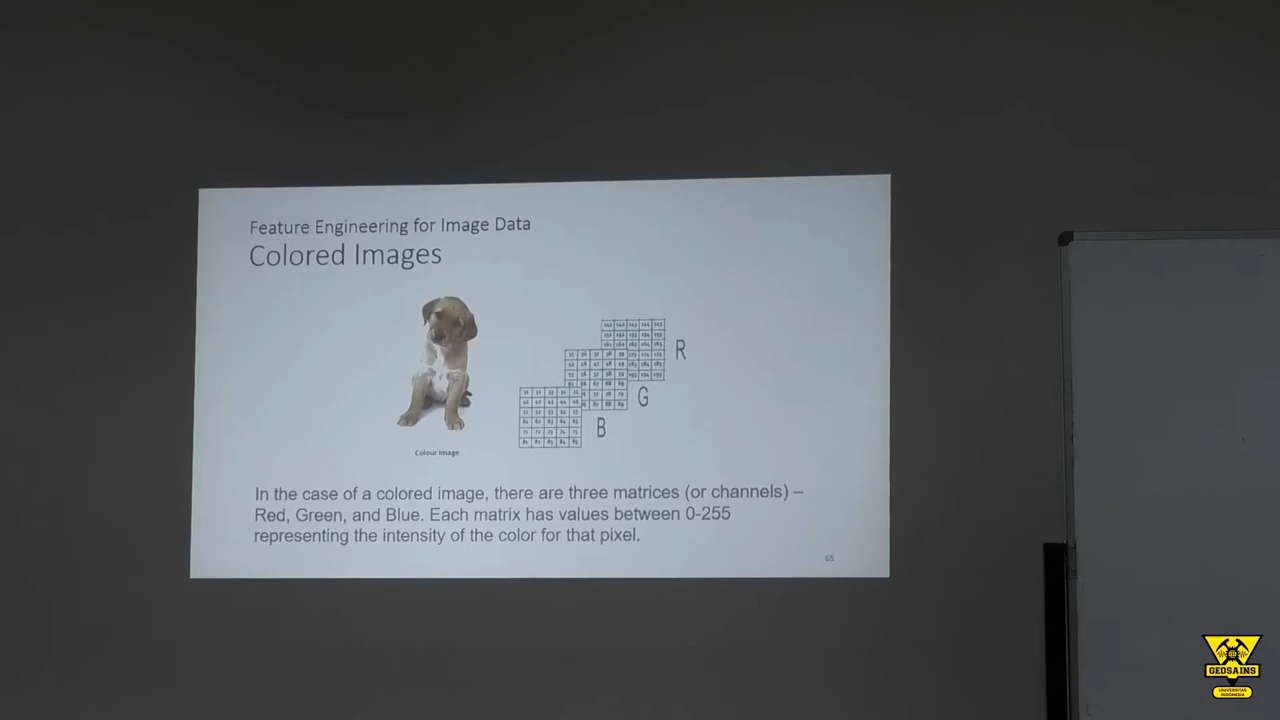 Feature Engineering for Image Data
Colored Images
R
G
B
Colour Image
In the case of a colored image, there are three matrices (or channels) –
Red, Green, and Blue. Each matrix has values between 0-255
representing the intensity of the color for that pixel.
65
GEOSAINS
UNIVERSITAS
INDONESIA